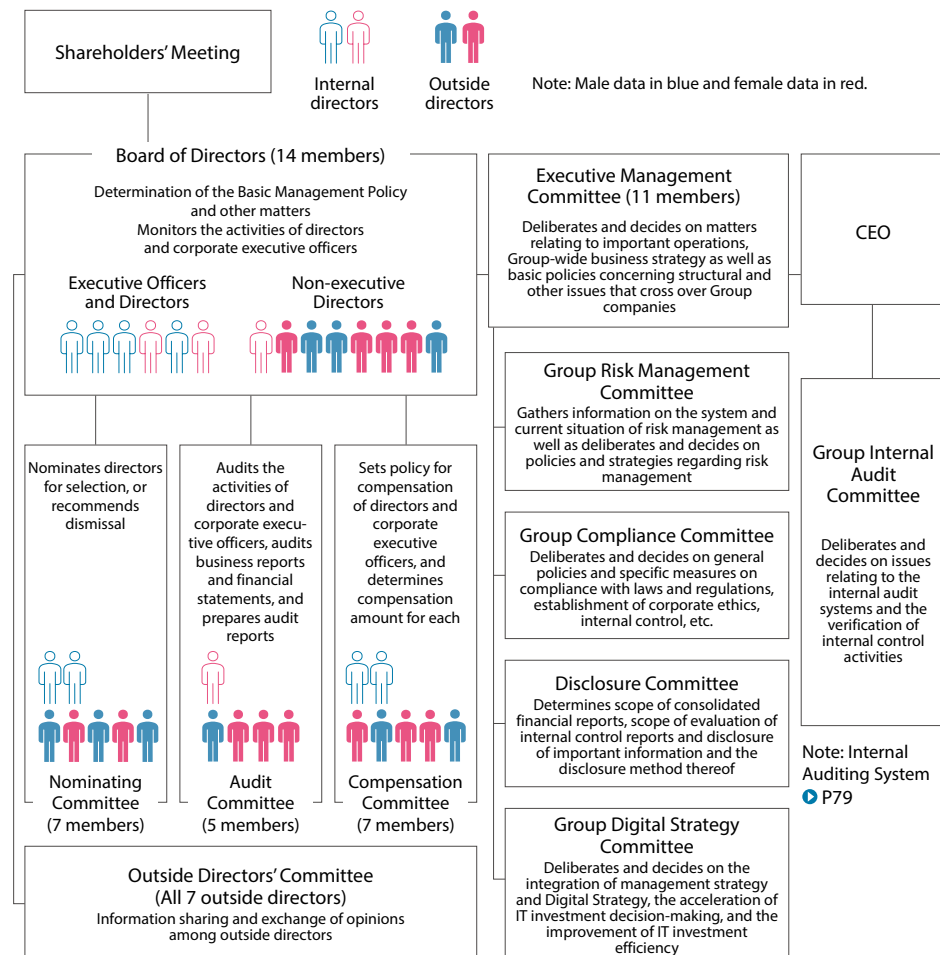 Shareholders’ Meeting
Internal
directors
Outside
directors
Note: Male data in blue and female data in red.
Board of Directors (14 members)
Determination of the Basic Management Policy
and other matters
Monitors the activities of directors
and corporate executive officers
Executive Officers
and Directors
Non-executive
Directors
Executive Management
Committee (11 members)
Deliberates and decides on matters
relating to important operations,
Group-wide business strategy as well as
basic policies concerning structural and
other issues that cross over Group
companies
CEO
Group Risk Management
Committee
Gathers information on the system and
current situation of risk management as
well as deliberates and decides on
policies and strategies regarding risk
management
Group Internal
Audit
Committee
Deliberates and
decides on issues
relating to the
internal audit
systems and the
verification of
internal control
activities
Nominates directors
for selection, or
recommends
dismissal
Audits the
activities of
directors and
corporate execu-
tive officers, audits
business reports
and financial
statements, and
prepares audit
reports
Sets policy for
compensation
of directors and
corporate
executive
officers, and
determines
compensation
amount for each
Group Compliance Committee
Deliberates and decides on general
policies and specific measures on
compliance with laws and regulations,
establishment of corporate ethics,
internal control, etc.
Disclosure Committee
Determines scope of consolidated
financial reports, scope of evaluation of
internal control reports and disclosure
of important information and the
disclosure method thereof
Note: Internal
Auditing System
P79
Nominating
Committee
(7 members)
Audit
Committee
(5 members)
Compensation
Committee
(7 members)
Group Digital Strategy
Committee
Deliberates and decides on the
integration of management strategy
and Digital Strategy, the acceleration of
IT investment decision-making, and the
improvement of IT investment
efficiency
Outside Directors’ Committee
(All 7 outside directors)
Information sharing and exchange of opinions
among outside directors